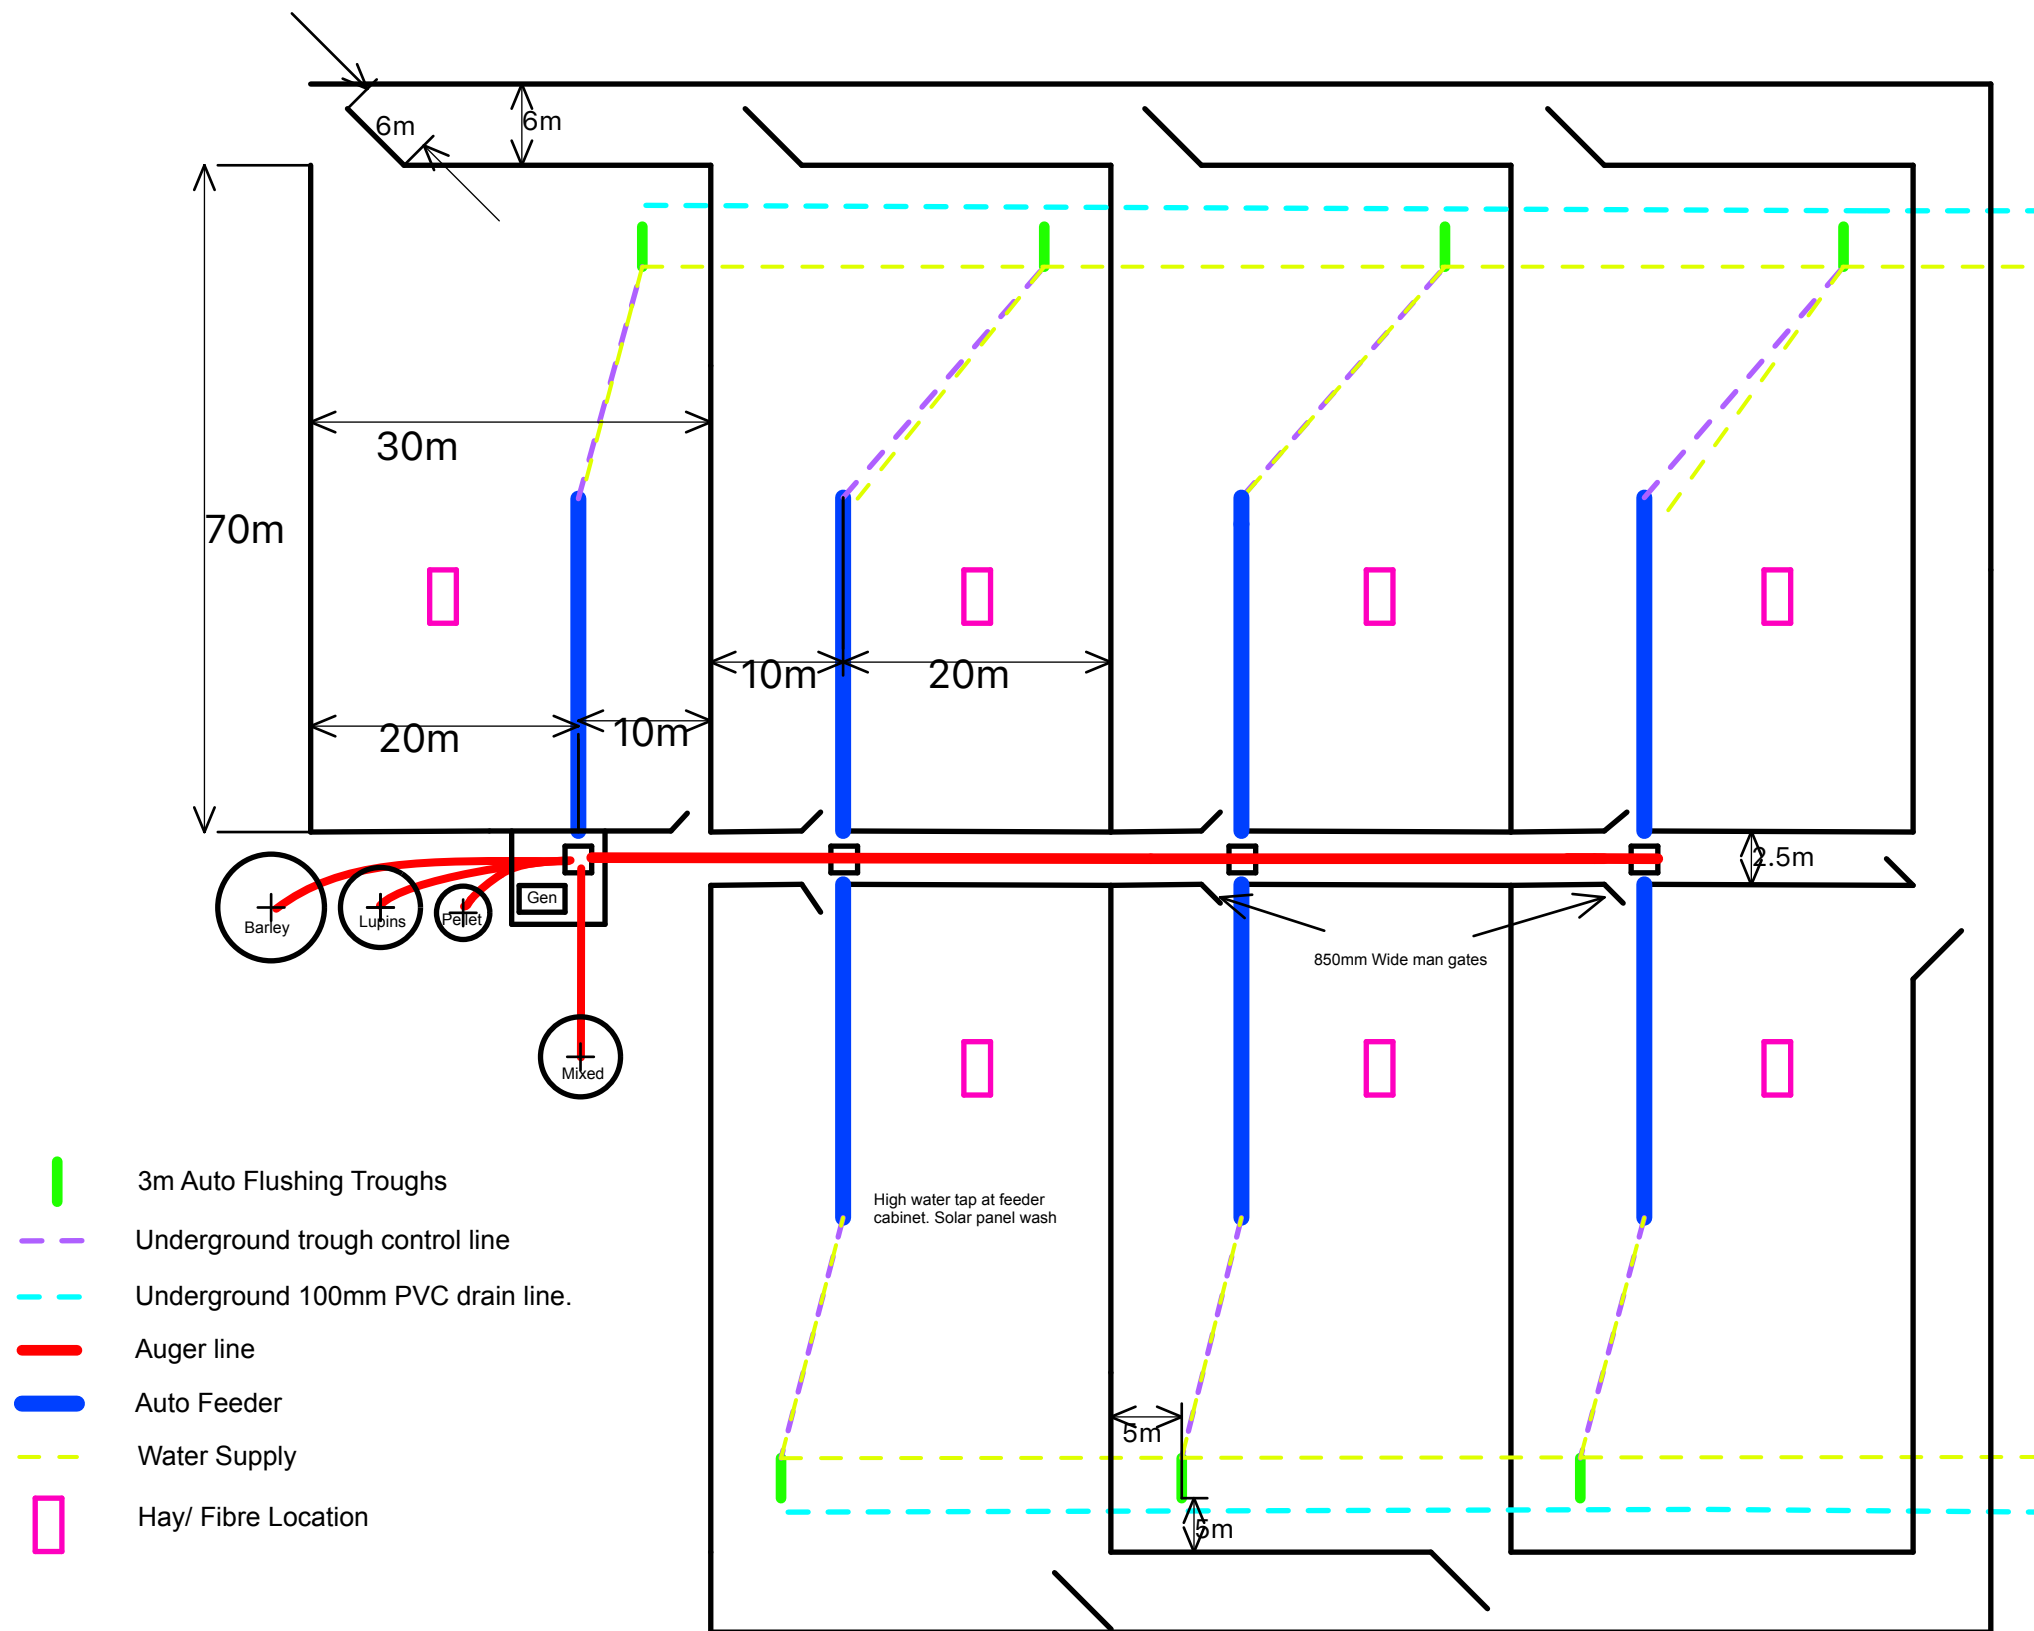 6m
6m
30m
70m
10m
20m
20m
10m
2.5m
Gen
Barley
Lupins
Pellet
850mm Wide man gates
Mixed
3m Auto Flushing Troughs
High water tap at feeder
cabinet. Solar panel wash
Underground trough control line
Underground 100mm PVC drain line.
Auger line
Auto Feeder
5m
Water Supply
Hay/ Fibre Location
5m